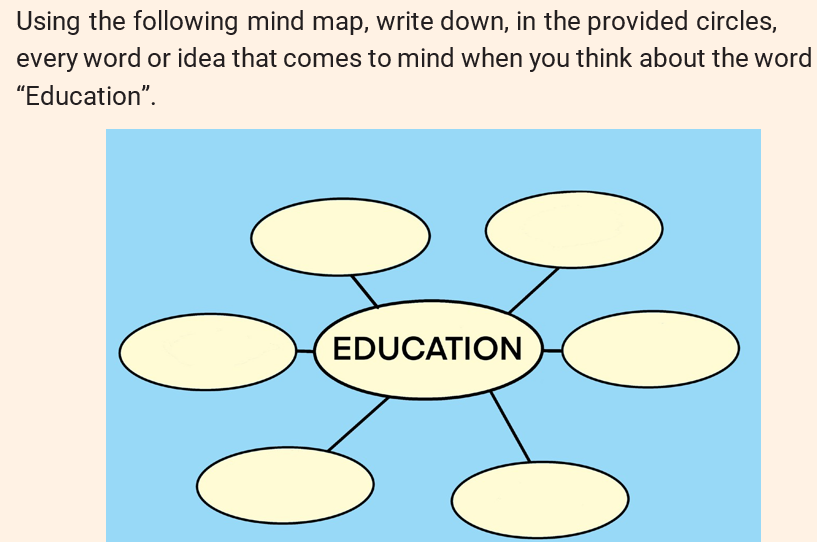 Using the following mind map, write down, in the provided circles,
every word or idea that comes to mind when you think about the word
“Education”.
EDUCATION